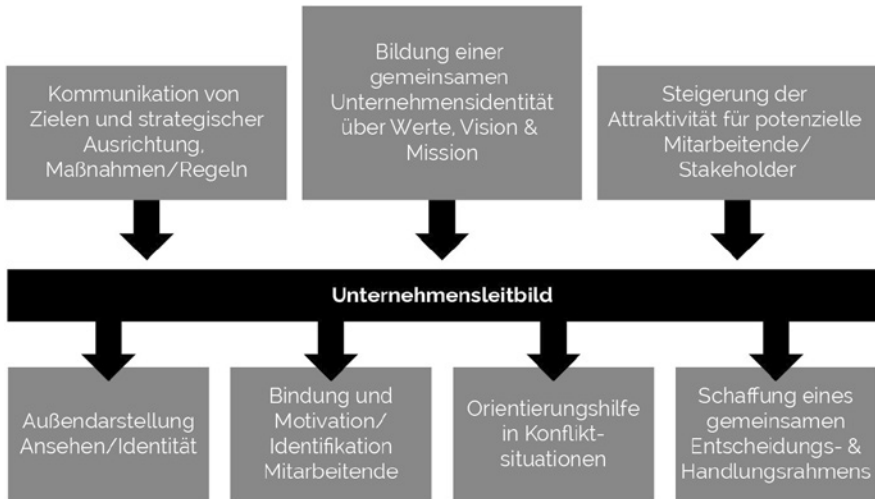 Kommunikation von
Zielen und strategischer
Ausrichtung,
Maßnahmen/Regeln
Bildung einer
gemeinsamen
Unternehmensidentität
über Werte, Vision &
Mission
Steigerung der
Attraktivität für potenzielle
Mitarbeitende/
Stakeholder
Unternehmensleitbild
Außendarstellung
Ansehen/Identität
Bindung und
Motivation/
Identifikation
Mitarbeitende
Orientierungshilfe
in Konflikt-
situationen
Schaffung eines
gemeinsamen
Entscheidungs- &
Handlungsrahmens